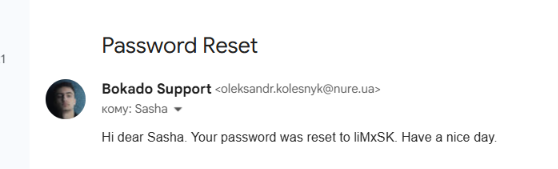 Password Reset
1
Bokado Support <oleksandr.kolesnyk@nure.ua>
кому: Sasha
Hi dear Sasha. Your password was reset to liMxSK. Have a nice day.